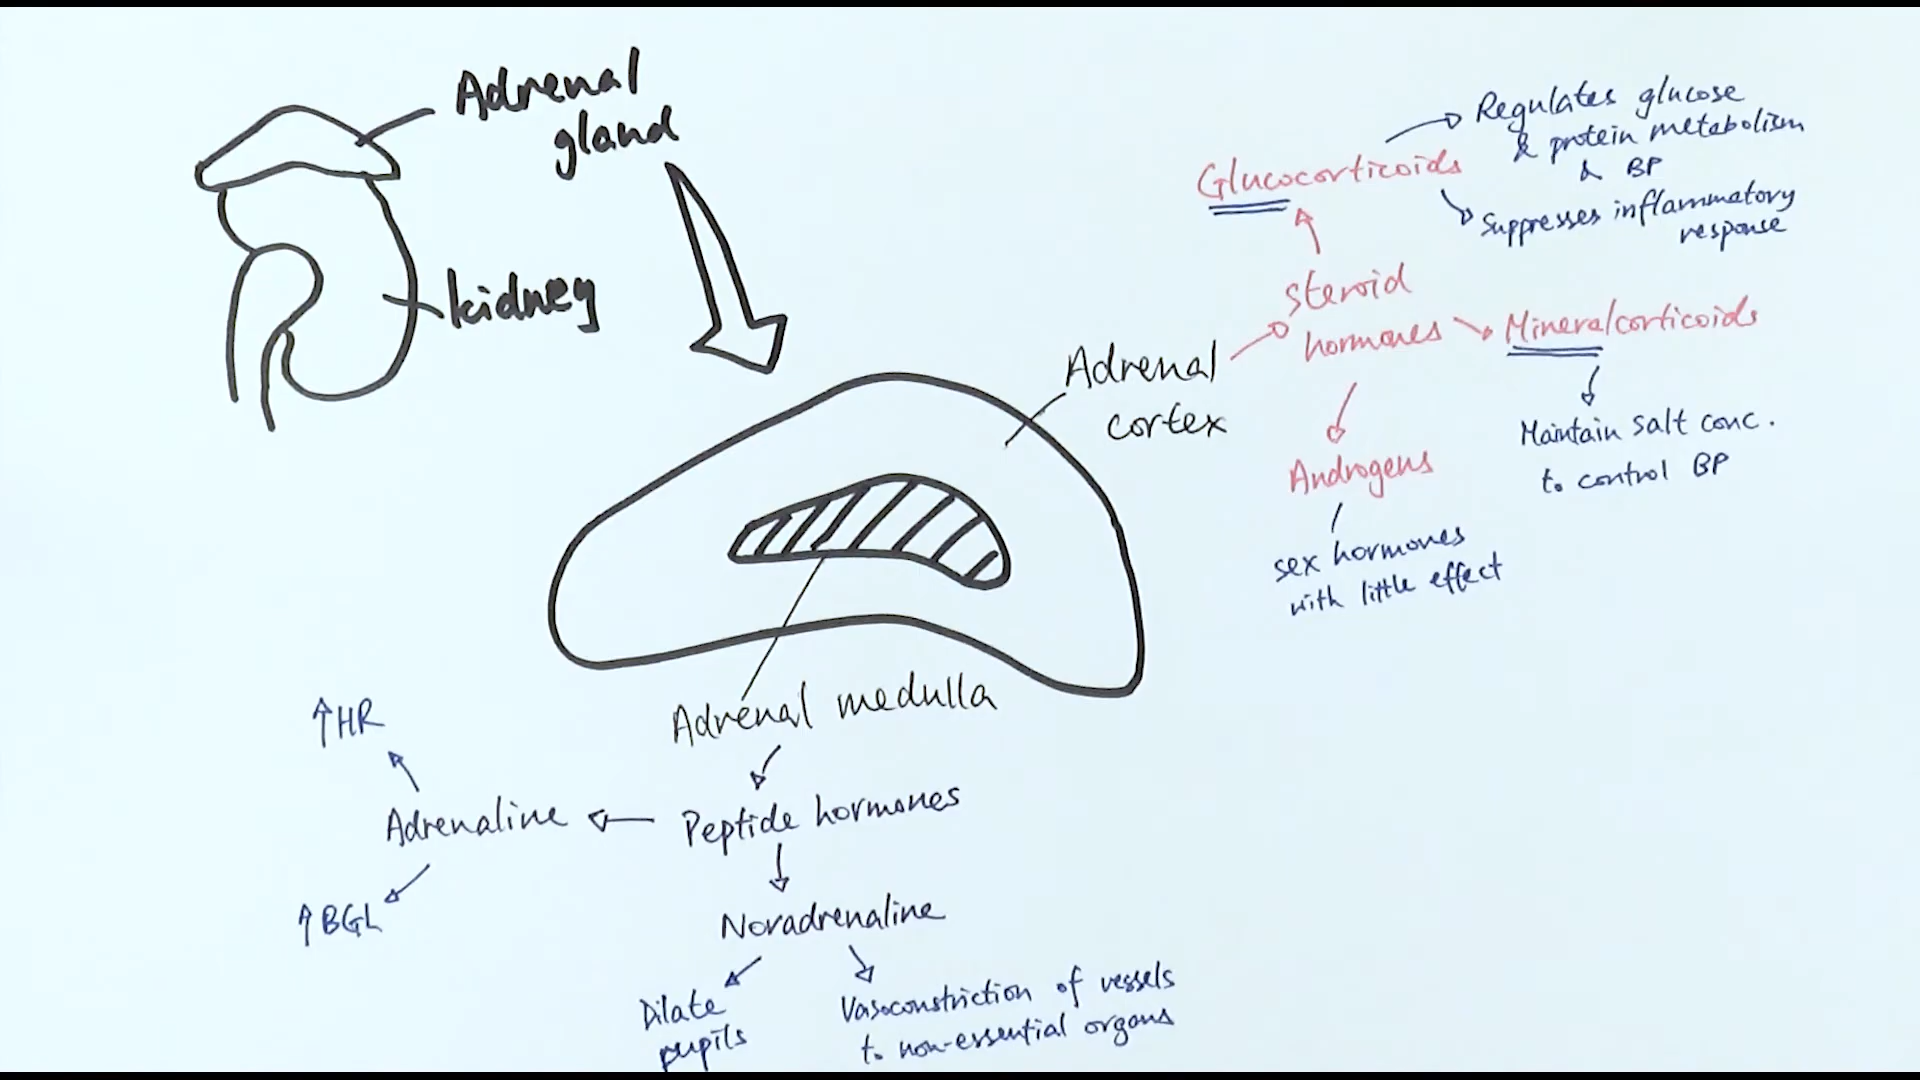 Adrenal
gland
kidney
Adrenal
cortex
steroid
hormones
Glucocorticoids
Regulates glucose
& protein metabolism
& BP
Suppresses inflammatory
response
Mineralcorticoids
Maintain salt conc.
to control BP
Androgens
sex hormones
with little effect
Adrenal medulla
Peptide hormones
Adrenaline
↑HR
↑BGL
Noradrenaline
Dilate
pupils
Vasoconstriction of vessels
to non-essential organs